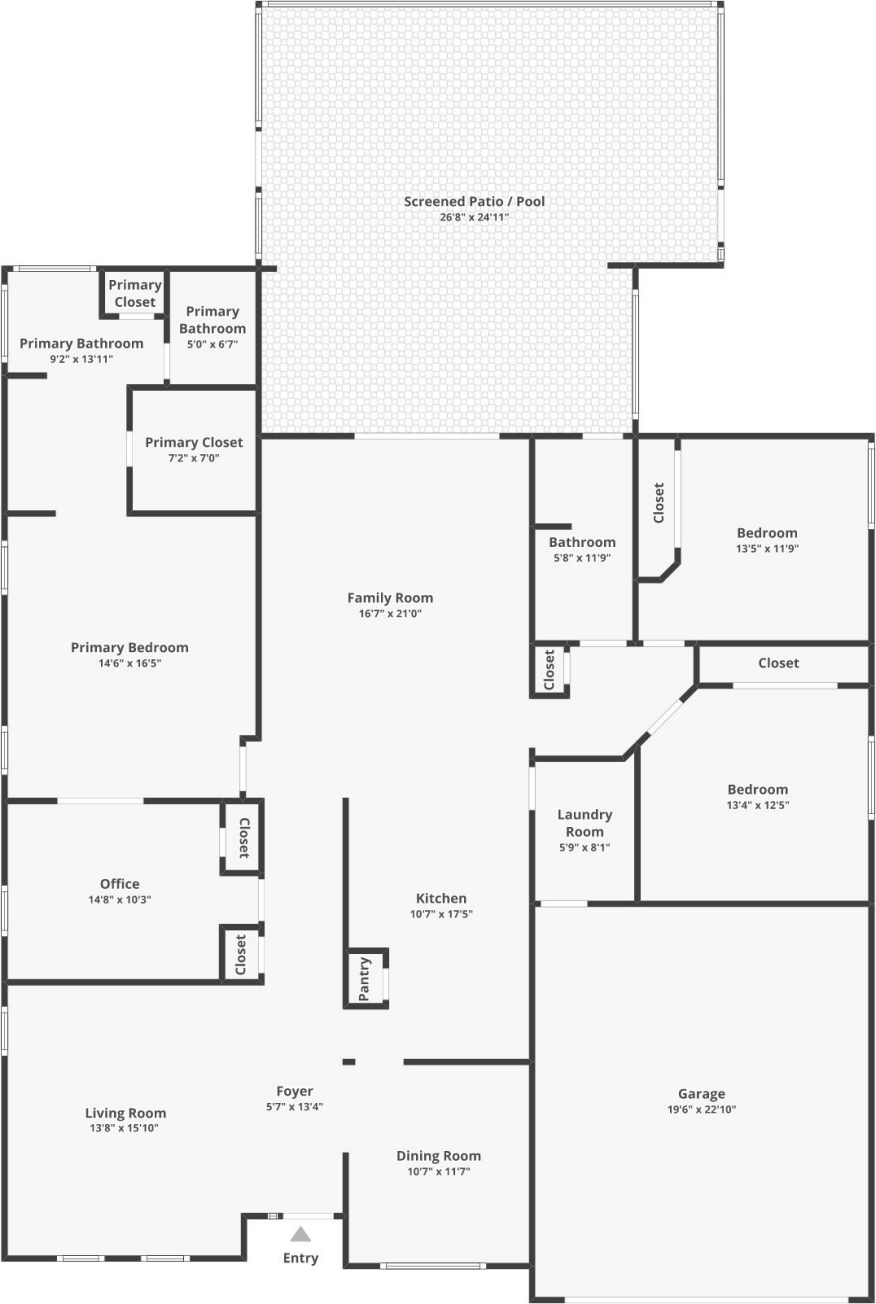 Screened Patio / Pool
26'8" x 24'11"
Primary
Closet
Primary
Bathroom
5'0" x 6'7"
Primary Bathroom
9'2" x 13'11"
Primary Closet
7'2" x 7'0"
Closet
Bedroom
13'5" x 11'9"
Bathroom
5'8" x 11'9"
Family Room
16'7" x 21'0"
Primary Bedroom
14'6" x 16'5"
Closet
Closet
Bedroom
13'4" x 12'5"
Laundry
Room
5'9" x 8'1"
Closet
Office
14'8" x 10'3"
Kitchen
10'7" x 17'5"
Closet
Pantry
Foyer
5'7" x 13'4"
Garage
19'6" x 22'10"
Living Room
13'8" x 15'10"
Dining Room
10'7" x 11'7"
Entry